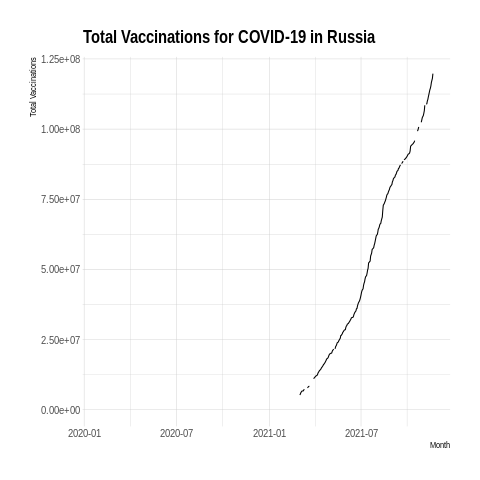 Total Vaccinations for COVID-19 in Russia
Total Vaccinations
1.25e+08
1.00e+08
7.50e+07
5.00e+07
2.50e+07
0.00e+00
2020-01 2020-07 2021-01 2021-07
Month